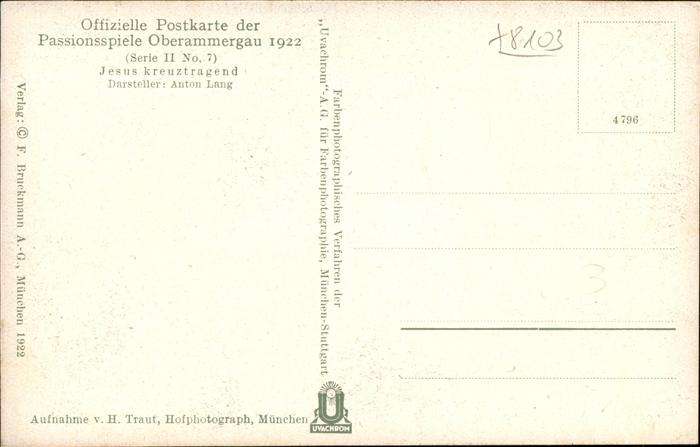 Offizielle Postkarte der
Passionsspiele Oberammergau 1922
(Serie II No. 7)
Jesus kreuztragend
Darsteller: Anton Lang
Verlag: © F. Bruckmann A.-G., München 1922
Farbenphotographisches Verfahren der
„Uvachrom“-A.G. für Farbenphotographie, München-Stuttgart
+8103
4796
3
Aufnahme v. H. Traut, Hofphotograph, München
U
UVACHROM